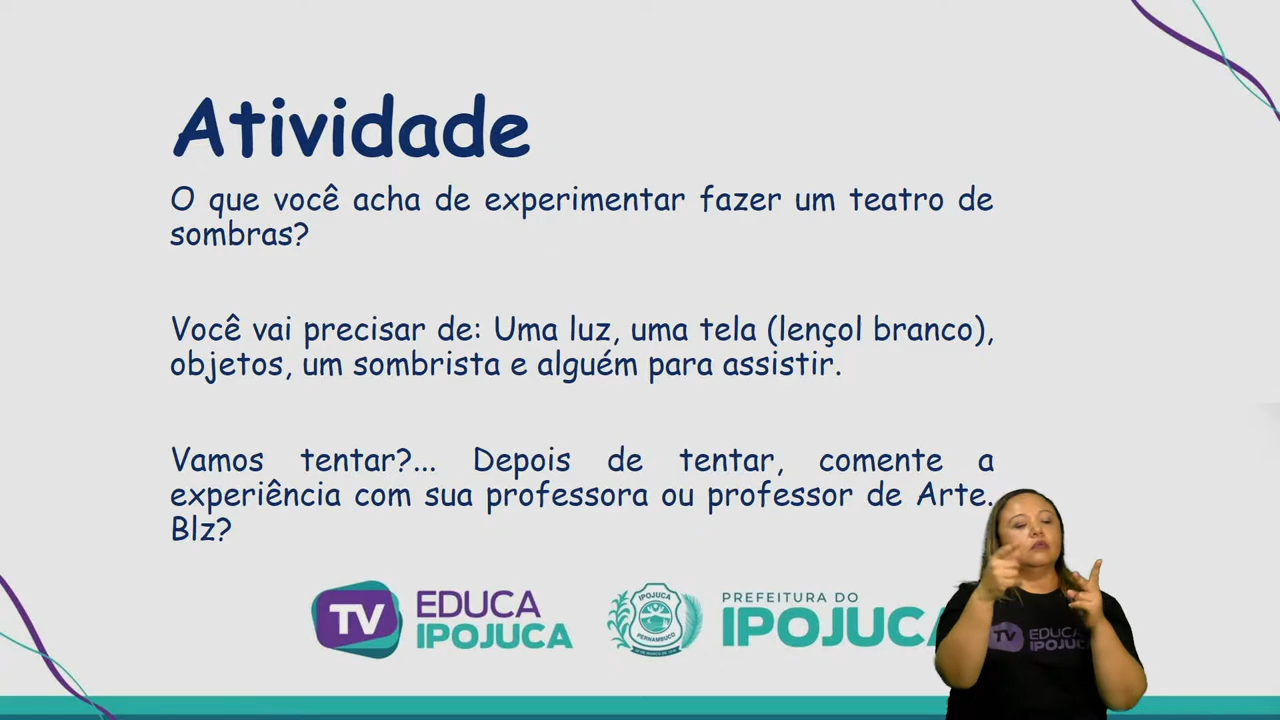 Atividade
O que você acha de experimentar fazer um teatro de
sombras?
Você vai precisar de: Uma luz, uma tela (lençol branco),
objetos, um sombrista e alguém para assistir.
Vamos tentar?... Depois de tentar, comente a
experiência com sua professora ou professor de Arte.
Blz?
TV
EDUCA
IPOJUCA
IPOJUCA
PERNAMBUCO
PREFEITURA DO
IPOJUCA
TV
EDUCA
IPOJUCA